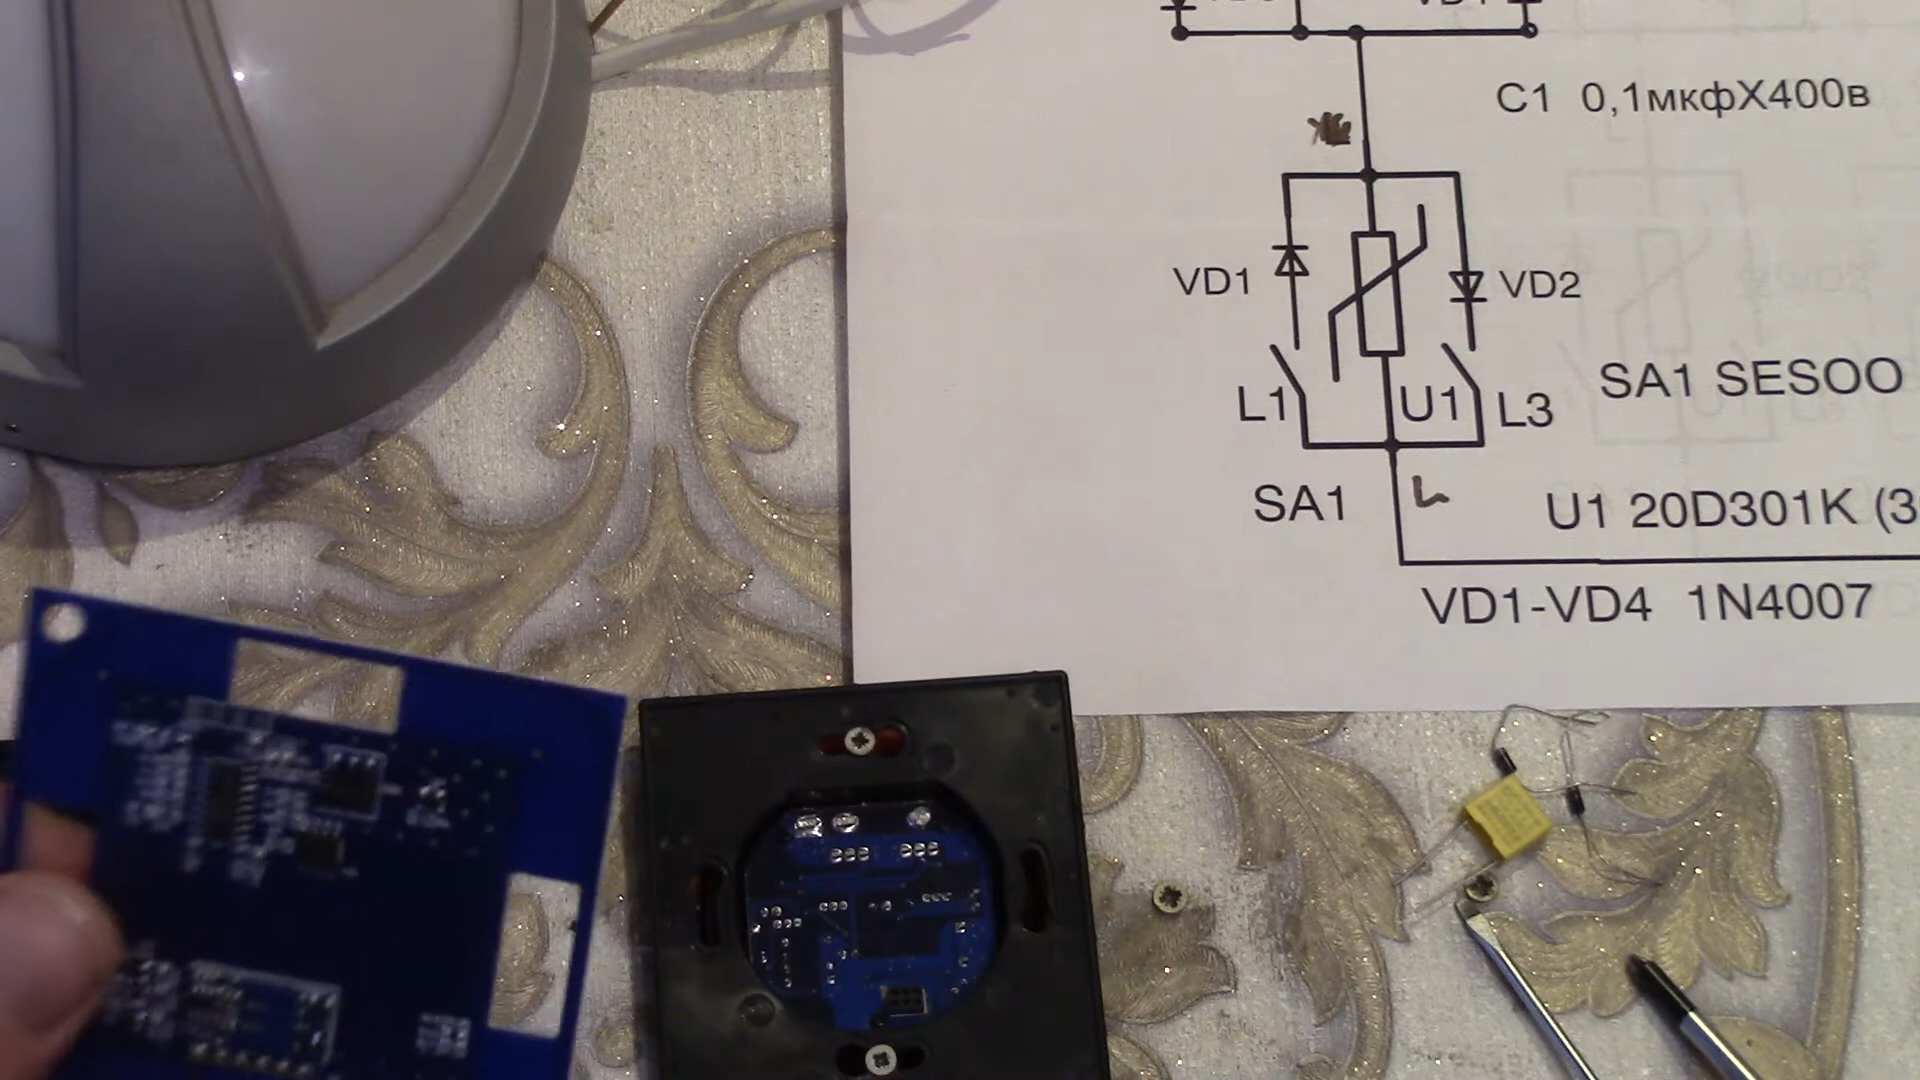 C1 0,1мкфХ400в
VD1
VD2
L1
U1
L3
SA1 SESOO
SA1
U1 20D301K (3
VD1-VD4 1N4007